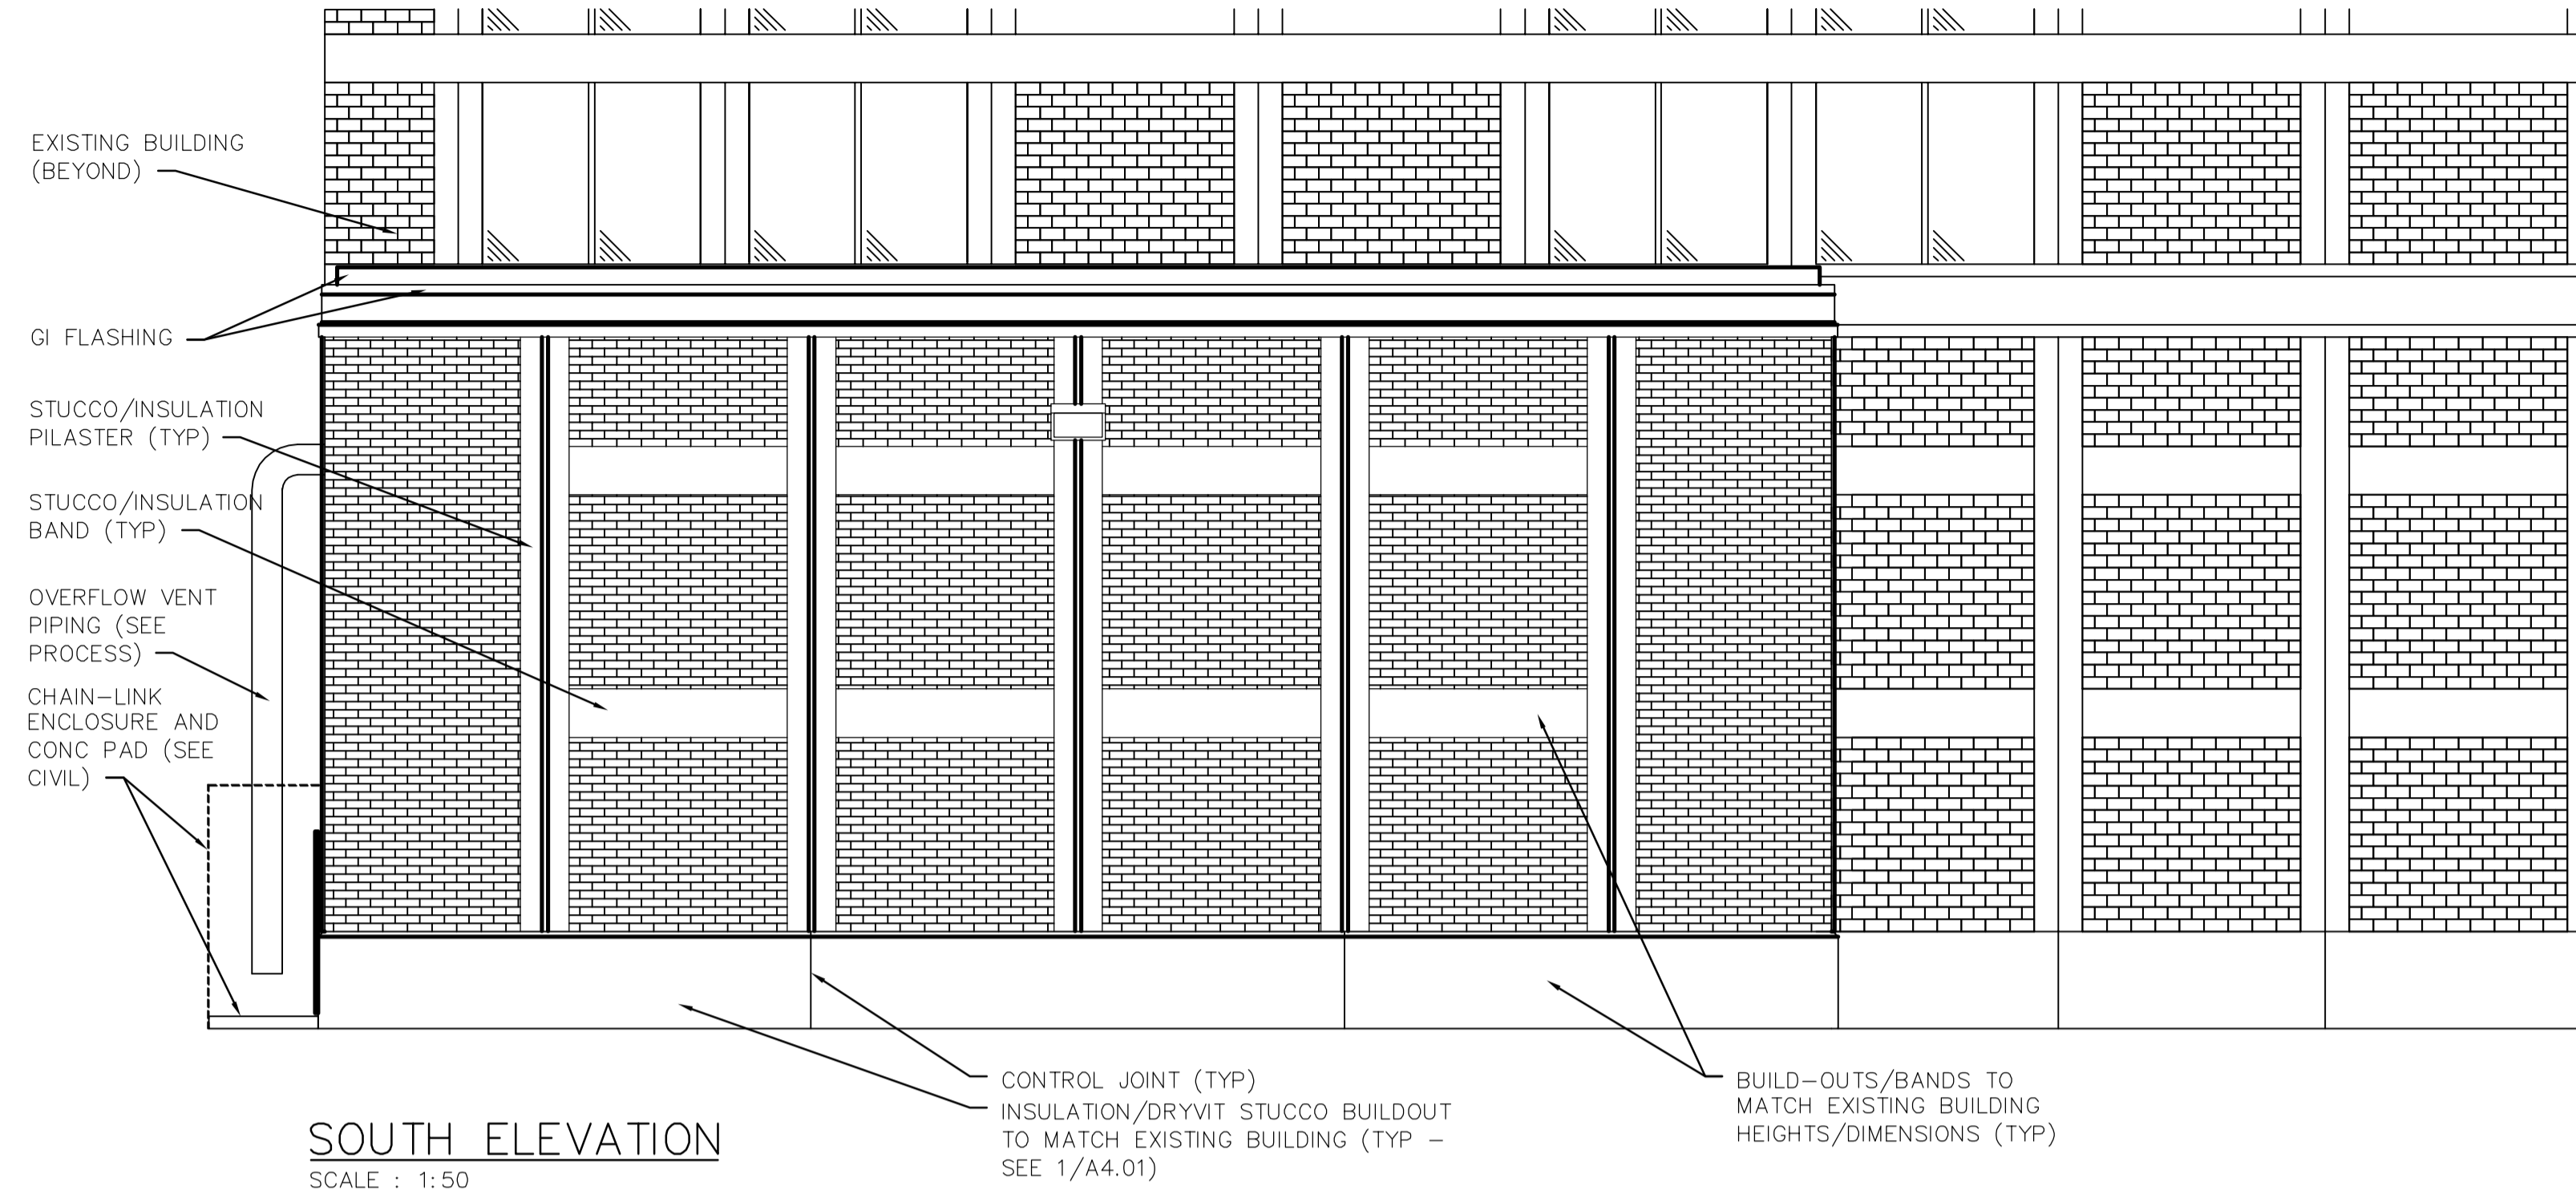 EXISTING BUILDING
(BEYOND)
GI FLASHING
STUCCO/INSULATION
PILASTER (TYP)
STUCCO/INSULATION
BAND (TYP)
OVERFLOW VENT
PIPING (SEE
PROCESS)
CHAIN-LINK
ENCLOSURE AND
CONC PAD (SEE
CIVIL)
CONTROL JOINT (TYP)
INSULATION/DRYVIT STUCCO BUILDOUT
TO MATCH EXISTING BUILDING (TYP -
SEE 1/A4.01)
BUILD-OUTS/BANDS TO
MATCH EXISTING BUILDING
HEIGHTS/DIMENSIONS (TYP)
SOUTH ELEVATION
SCALE : 1:50